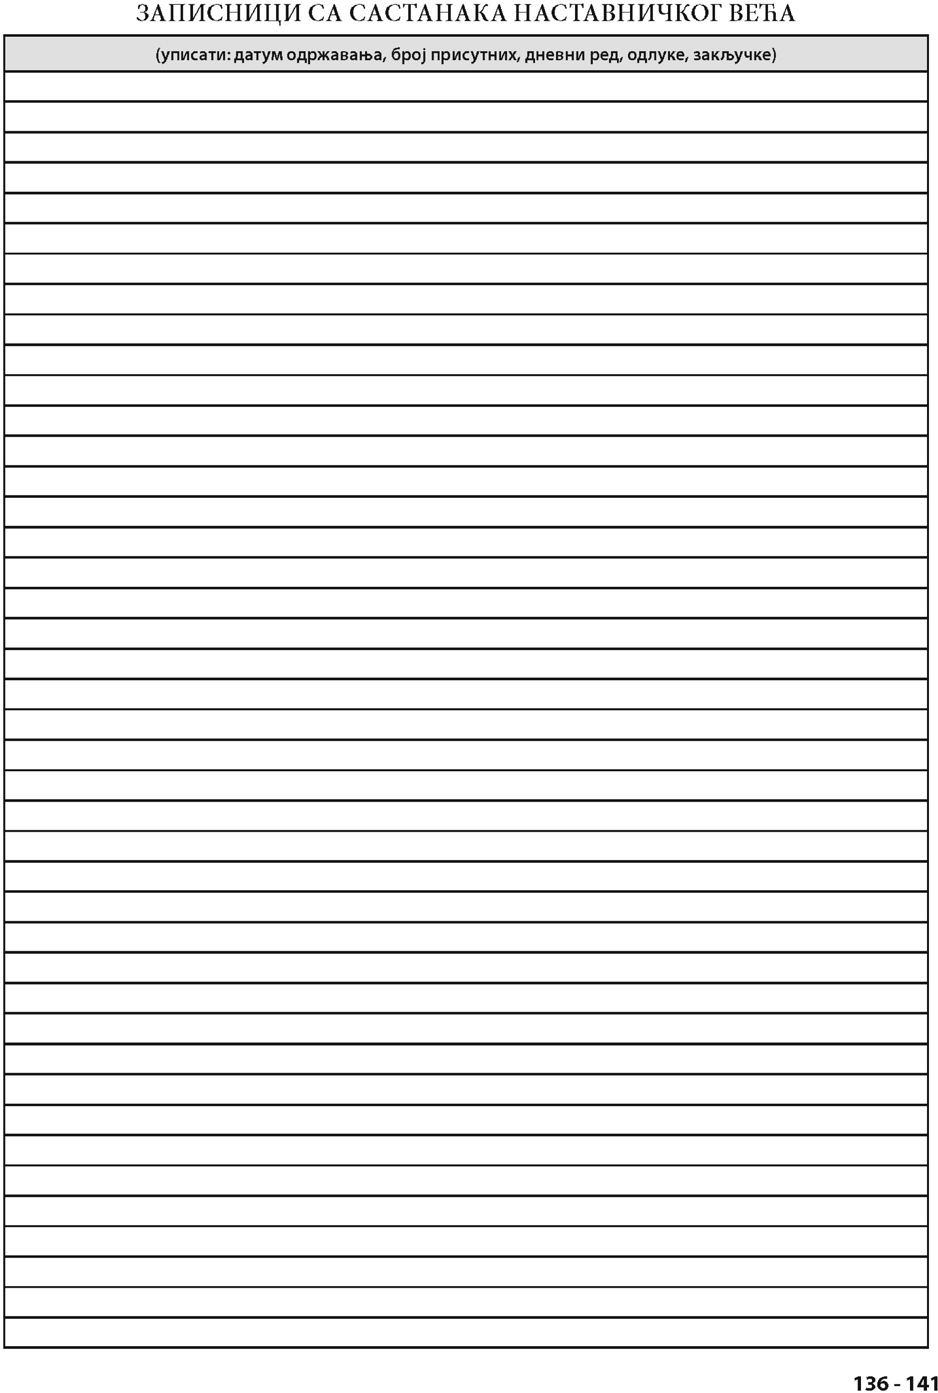 ЗАПИСНИЦИ СА САСТАНАКА НАСТАВНИЧКОГ ВЕЋА
(уписати: датум одржавања, број присутних, дневни ред, одлуке, закључке)
136 - 141